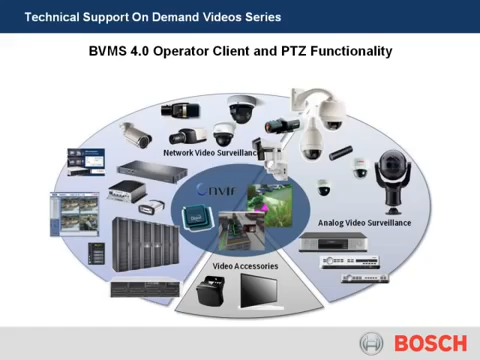 Technical Support On Demand Videos Series
BVMS 4.0 Operator Client and PTZ Functionality
Network Video Surveillance
onvif
Analog Video Surveillance
Video Accessories
BOSCH